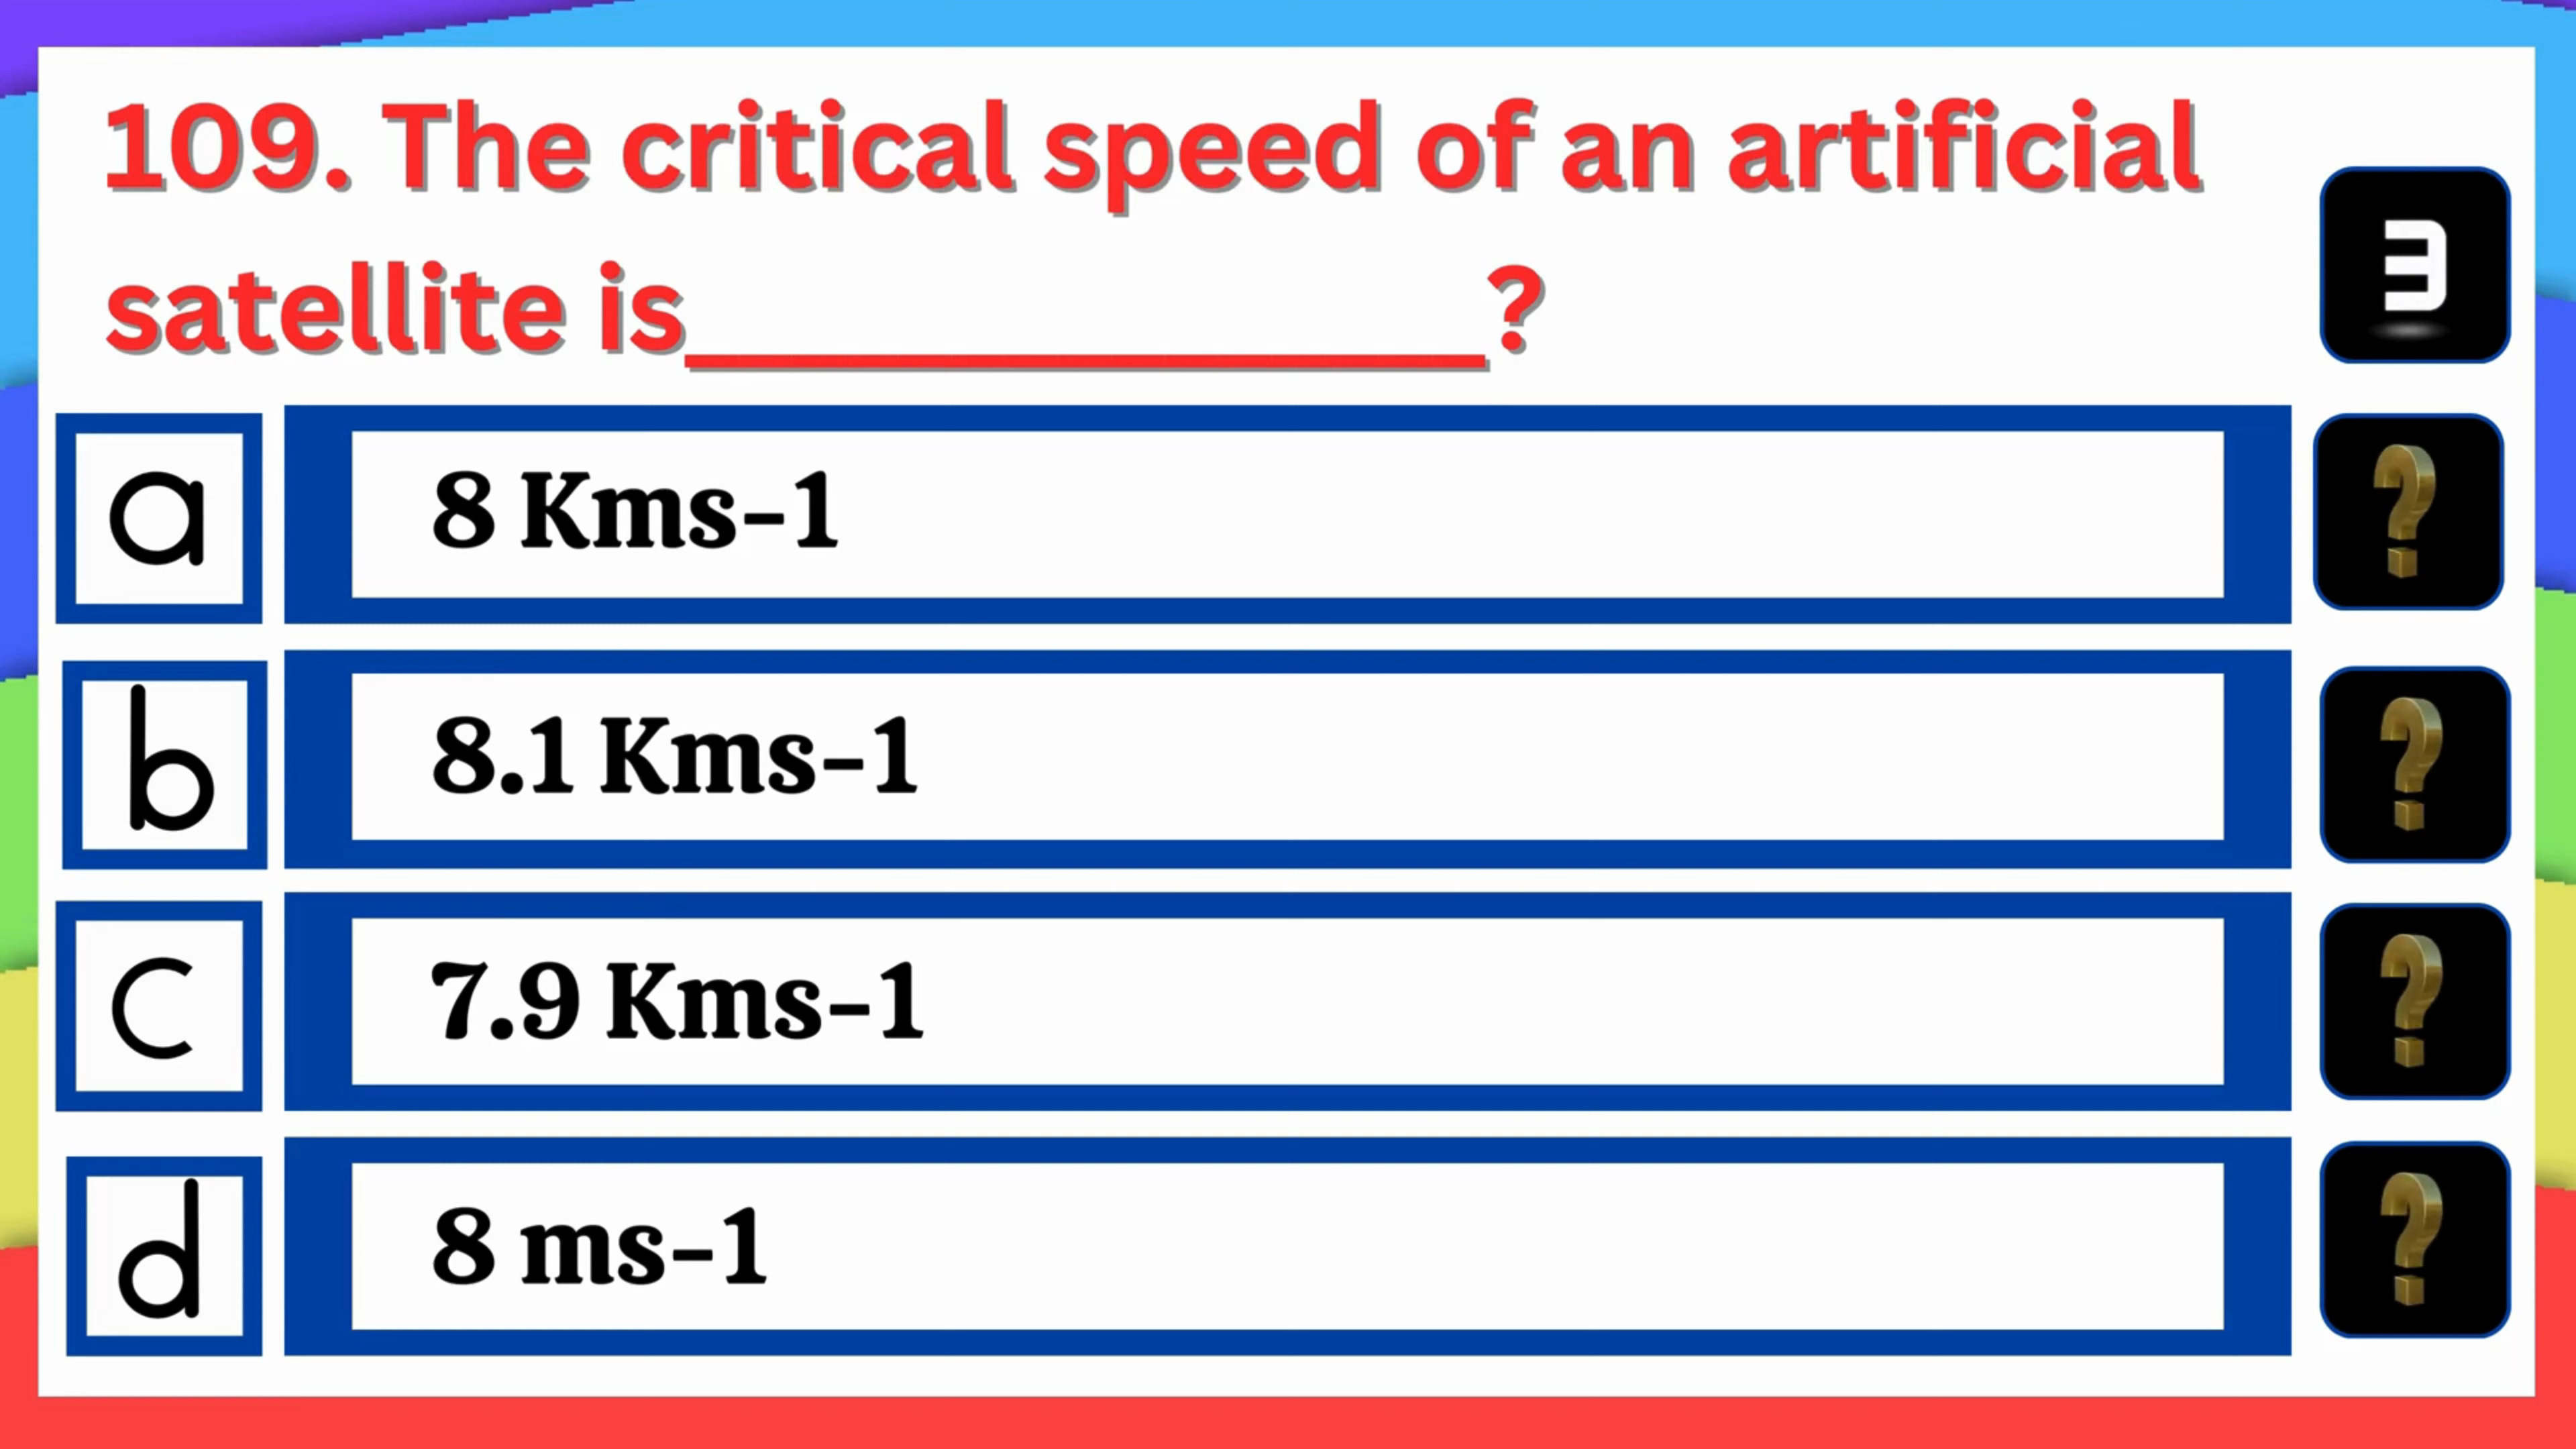 109. The critical speed of an artificial
satellite is_______________?
3
a
8 Kms-1
?
b
8.1 Kms-1
?
c
7.9 Kms-1
?
d
8 ms-1
?